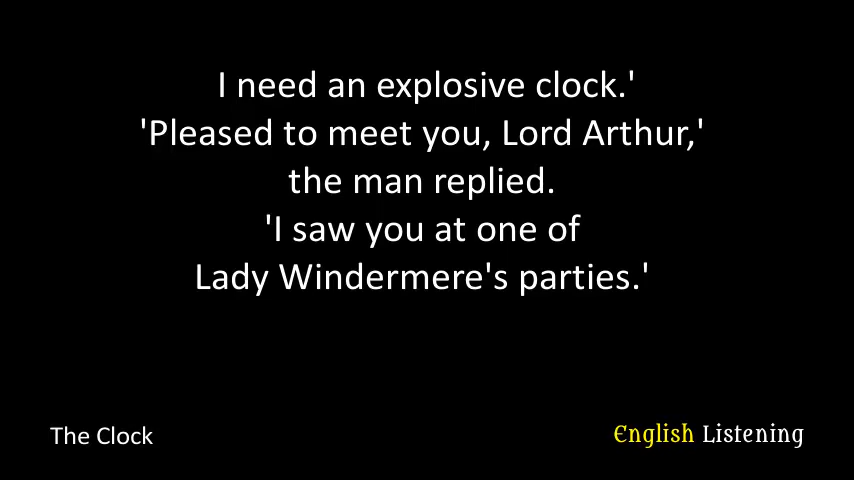 I need an explosive clock.'
'Pleased to meet you, Lord Arthur,'
the man replied.
'I saw you at one of
Lady Windermere's parties.'
The Clock
English Listening